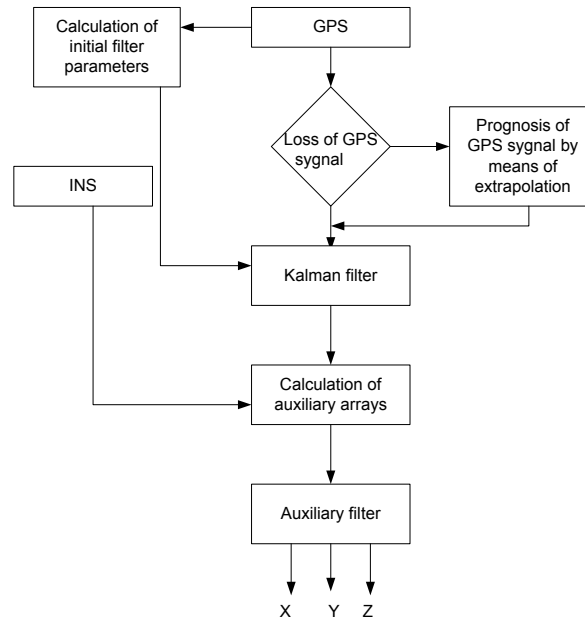 Calculation of
initial filter
parameters
GPS
Loss of GPS
sygnal
Prognosis of
GPS sygnal by
means of
extrapolation
INS
Kalman filter
Calculation of
auxiliary arrays
Auxiliary filter
X Y Z